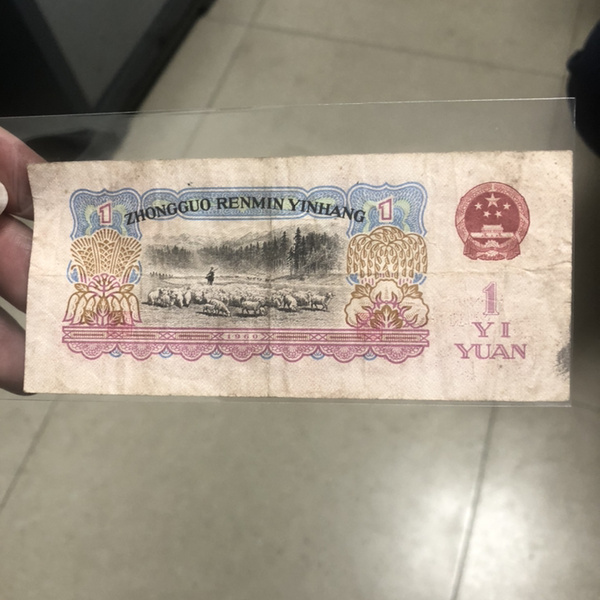 1 ZHONGGUO RENMIN YINHANG 1
1960
1
YI
YUAN